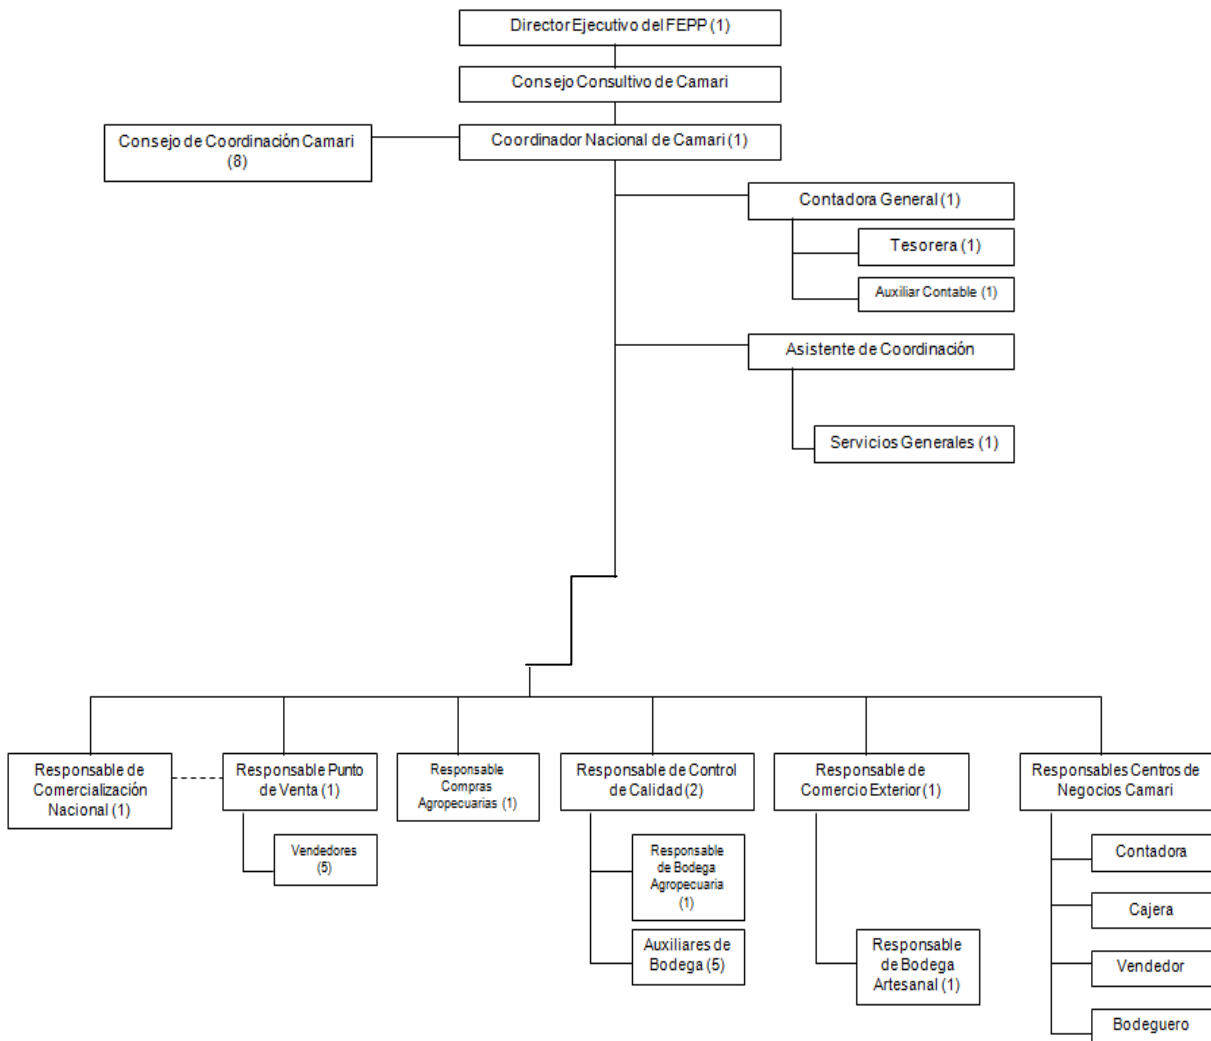 Director Ejecutivo del FEPP (1)
Consejo Consultivo de Camari
Consejo de Coordinación Camari
(8)
Coordinador Nacional de Camari (1)
Contadora General (1)
Tesorera (1)
Auxiliar Contable (1)
Asistente de Coordinación
Servicios Generales (1)
Responsable de
Comercialización
Nacional (1)
Responsable Punto
de Venta (1)
Vendedores
(5)
Responsable
Compras
Agropecuarias (1)
Responsable de Control
de Calidad (2)
Responsable
de Bodega
Agropecuaria
(1)
Auxiliares de
Bodega (5)
Responsable de
Comercio Exterior (1)
Responsable
de Bodega
Artesanal (1)
Responsables Centros de
Negocios Camari
Contadora
Cajera
Vendedor
Bodeguero